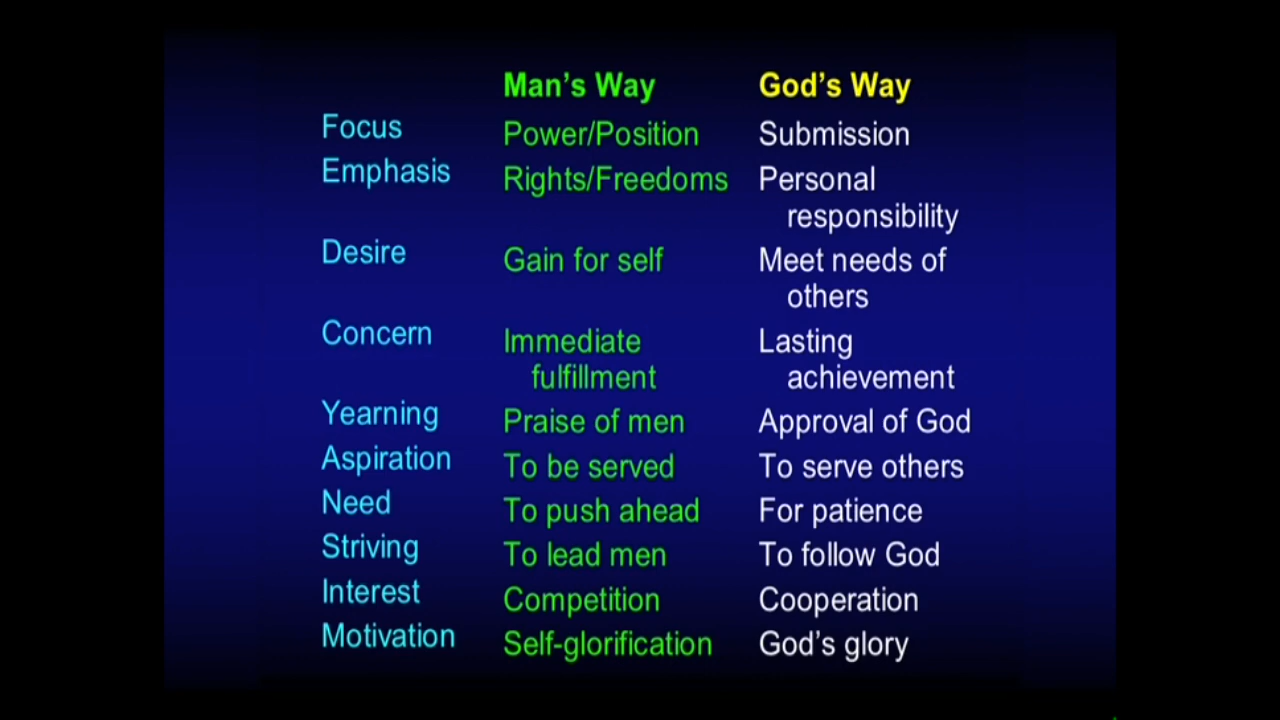 Man’s Way God’s Way
Focus Power/Position Submission
Emphasis Rights/Freedoms Personal
responsibility
Desire Gain for self Meet needs of
others
Concern Immediate Lasting
fulfillment achievement
Yearning Praise of men Approval of God
Aspiration To be served To serve others
Need To push ahead For patience
Striving To lead men To follow God
Interest Competition Cooperation
Motivation Self-glorification God’s glory